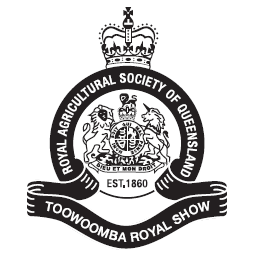 ROYAL AGRICULTURAL SOCIETY OF QUEENSLAND
DIEU ET MON DROIT
EST.1860
TOOWOOMBA ROYAL SHOW